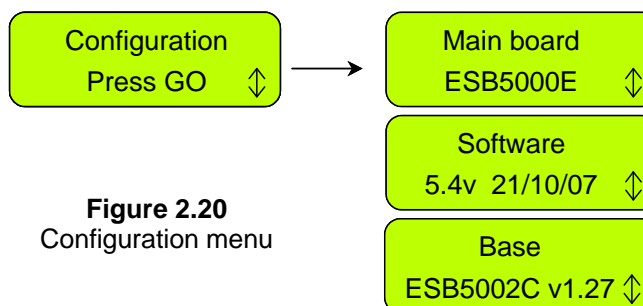 Configuration
Press GO
Main board
ESB5000E
Software
5.4v 21/10/07
Base
ESB5002C v1.27
Figure 2.20
Configuration menu